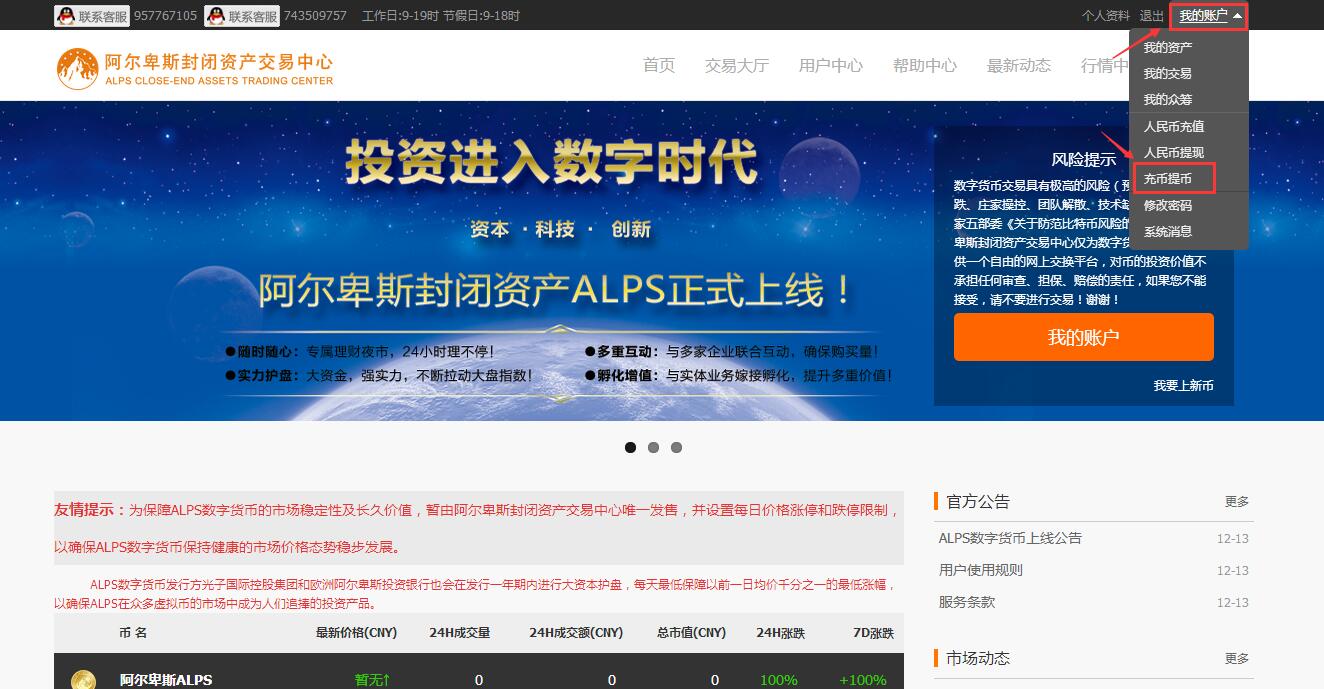 联系客服 957767105 联系客服 743509757 工作日:9-19时 节假日:9-18时 个人资料 退出 我的账户
阿尔卑斯封闭资产交易中心
ALPS CLOSE-END ASSETS TRADING CENTER
首页 交易大厅 用户中心 帮助中心 最新动态 行情中
我的资产
我的交易
我的众筹
人民币充值
人民币提现
充币提币
修改密码
系统消息
投资进入数字时代
资本 · 科技 · 创新
阿尔卑斯封闭资产ALPS正式上线！
●随时随心：专属理财夜市，24小时理不停！
●多重互动：与多家企业联合互动，确保购买量！
●实力护盘：大资金，强实力，不断拉动大盘指数！
●孵化增值：与实体业务嫁接孵化，提升多重价值！
风险提示
数字货币交易具有极高的风险（预
跌、庄家操控、团队解散、技术缺
家五部委《关于防范比特币风险的
卑斯封闭资产交易中心仅为数字货
供一个自由的网上交换平台，对币的投资价值不
承担任何审查、担保、赔偿的责任，如果您不能
接受，请不要进行交易！谢谢！
我的账户
我要上新币
友情提示：为保障ALPS数字货币的市场稳定性及长久价值，暂由阿尔卑斯封闭资产交易中心唯一发售，并设置每日价格涨停和跌停限制，
以确保ALPS数字货币保持健康的市场价格态势稳步发展。
ALPS数字货币发行方光子国际控股集团和欧洲阿尔卑斯投资银行也会在发行一年期内进行大资本护盘，每天最低保障以前一日均价千分之一的最低涨幅，
以确保ALPS在众多虚拟币的市场中成为人们追捧的投资产品。
币 名 最新价格(CNY) 24H成交量 24H成交额(CNY) 总市值(CNY) 24H涨跌 7D涨跌
阿尔卑斯ALPS 暂无↑ 0 0 0 100% +100%
官方公告 更多
ALPS数字货币上线公告 12-13
用户使用规则 12-13
服务条款 12-13
市场动态 更多